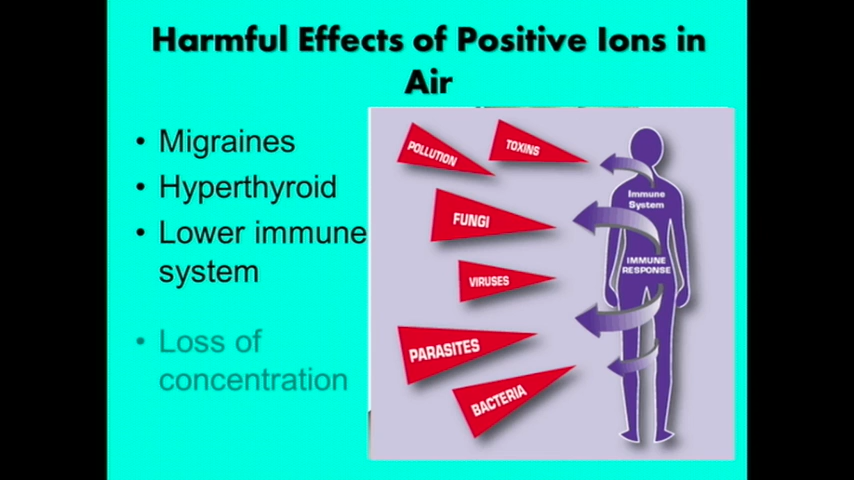 Harmful Effects of Positive Ions in
Air
• Migraines
• Hyperthyroid
• Lower immune
system
• Loss of
concentration
POLLUTION
TOXINS
FUNGI
VIRUSES
PARASITES
BACTERIA
Immune
System
IMMUNE
RESPONSE